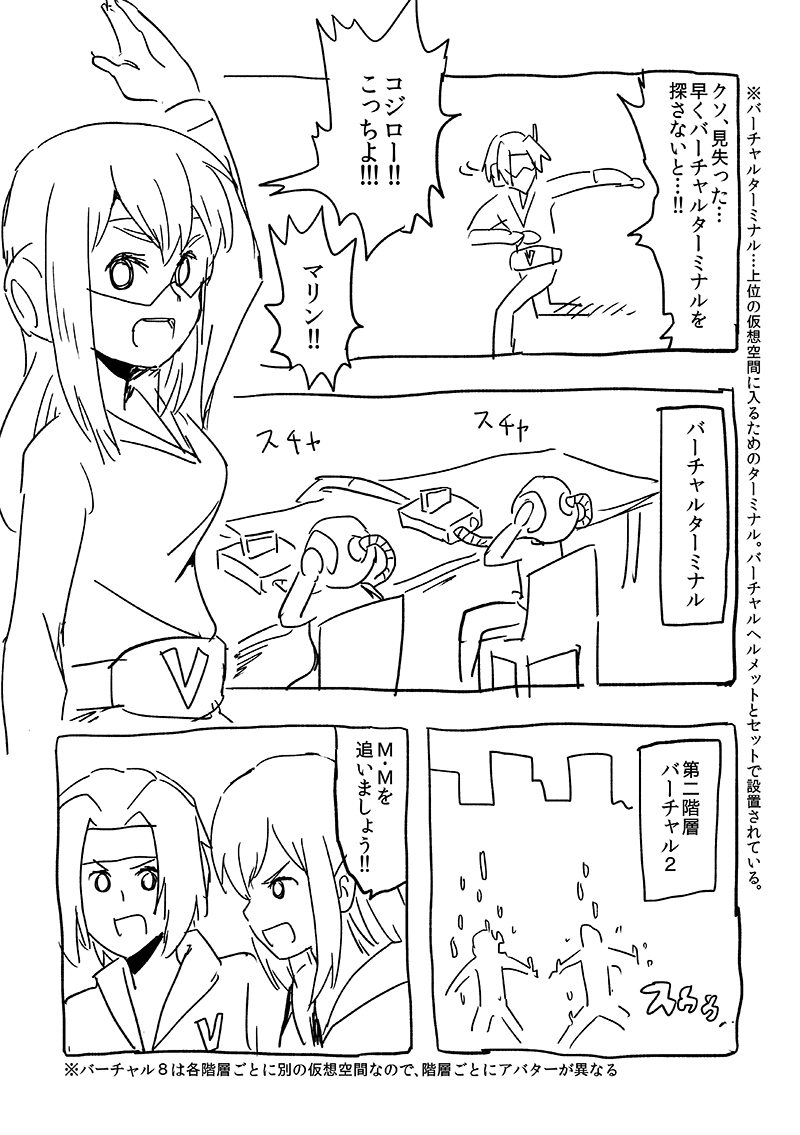 ※バーチャルターミナル…上位の仮想空間に入るためのターミナル。バーチャルヘルメットとセットで設置されている。
クソ、見失った…
早くバーチャルターミナルを
探さないと…!!
コジロー!!
こっちよ!!!
マリン!!
V
V
バーチャルターミナル
スチャ
スチャ
第二階層
バーチャル2
スゥゥゥ
M・Mを
追いましょう!!
V
※バーチャル8は各階層ごとに別の仮想空間なので、階層ごとにアバターが異なる